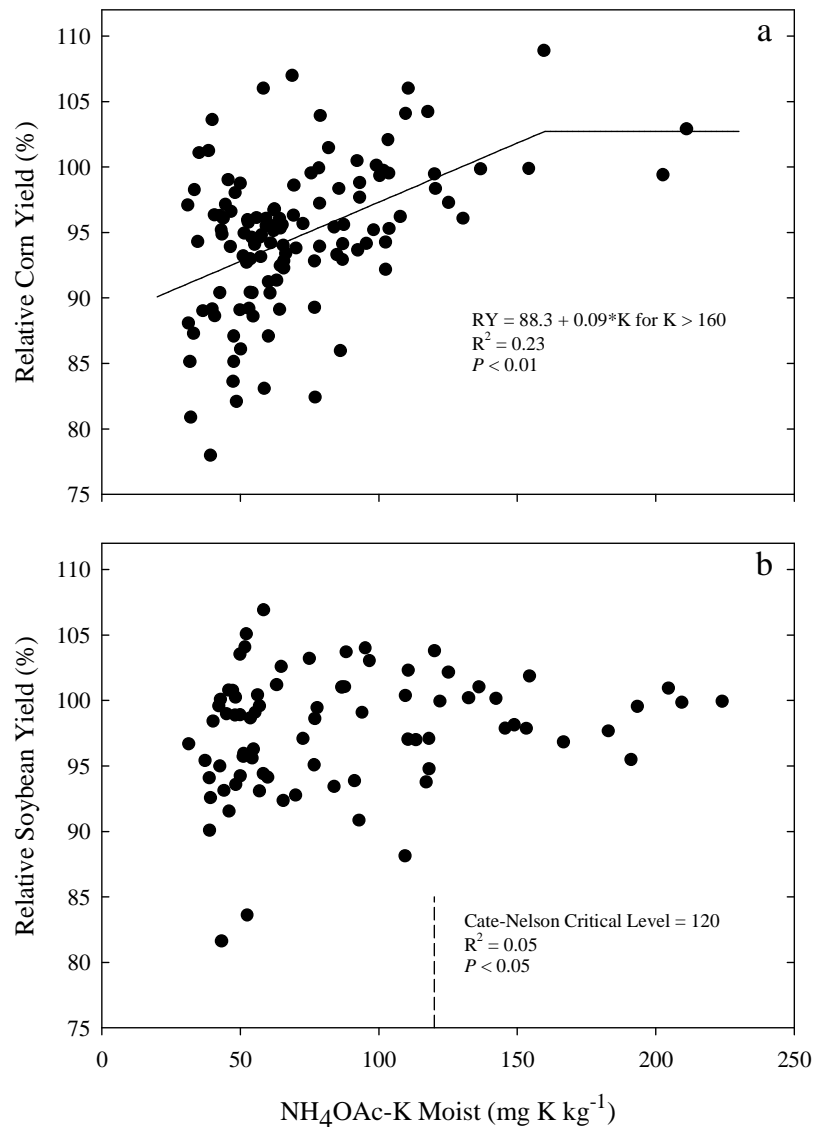 a
110
105
100
95
90
85
80
75
Relative Corn Yield (%)
RY = 88.3 + 0.09*K for K > 160
R² = 0.23
P < 0.01
b
110
105
100
95
90
85
80
75
Relative Soybean Yield (%)
Cate-Nelson Critical Level = 120
R² = 0.05
P < 0.05
0 50 100 150 200 250
NH₄OAc-K Moist (mg K kg⁻¹)